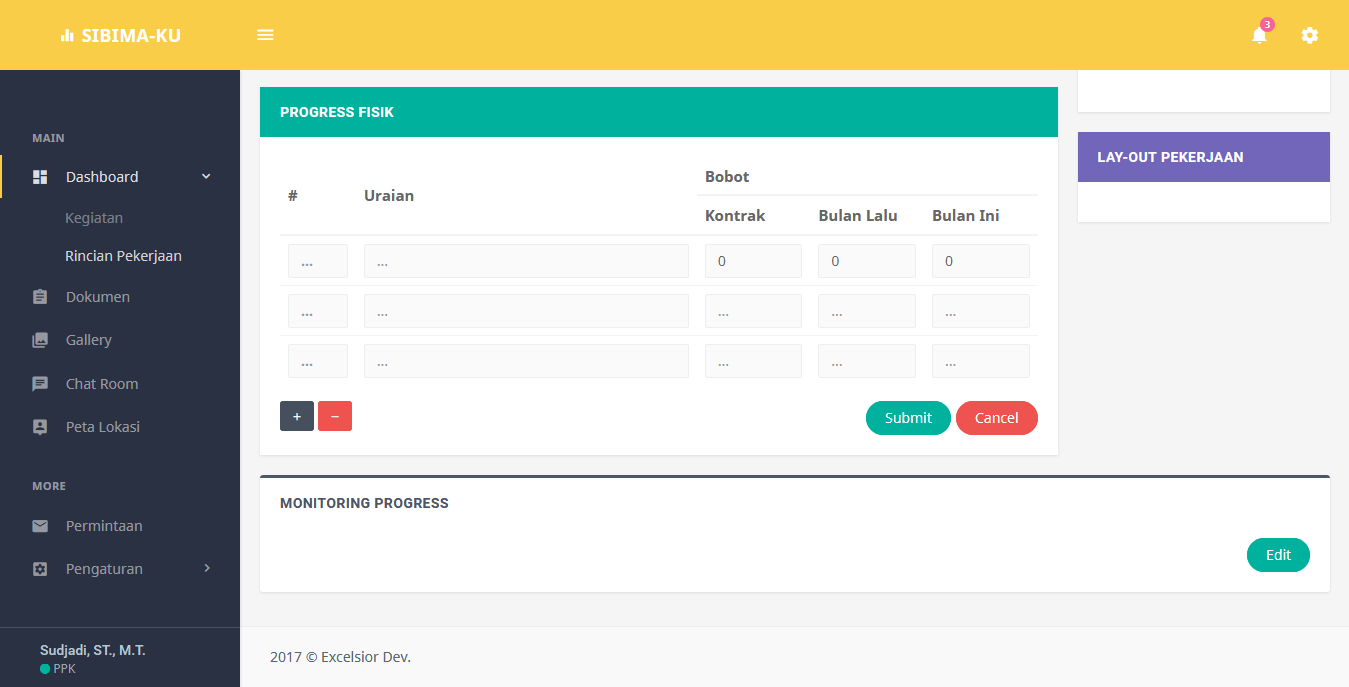 SIBIMA-KU
3
MAIN
Dashboard
Kegiatan
Rincian Pekerjaan
Dokumen
Gallery
Chat Room
Peta Lokasi
MORE
Permintaan
Pengaturan
Sudjadi, ST., M.T.
PPK
PROGRESS FISIK
# Uraian Bobot
Kontrak Bulan Lalu Bulan Ini
... ... 0 0 0
... ... ... ... ...
... ... ... ... ...
+ − Submit Cancel
LAY-OUT PEKERJAAN
MONITORING PROGRESS
Edit
2017 © Excelsior Dev.